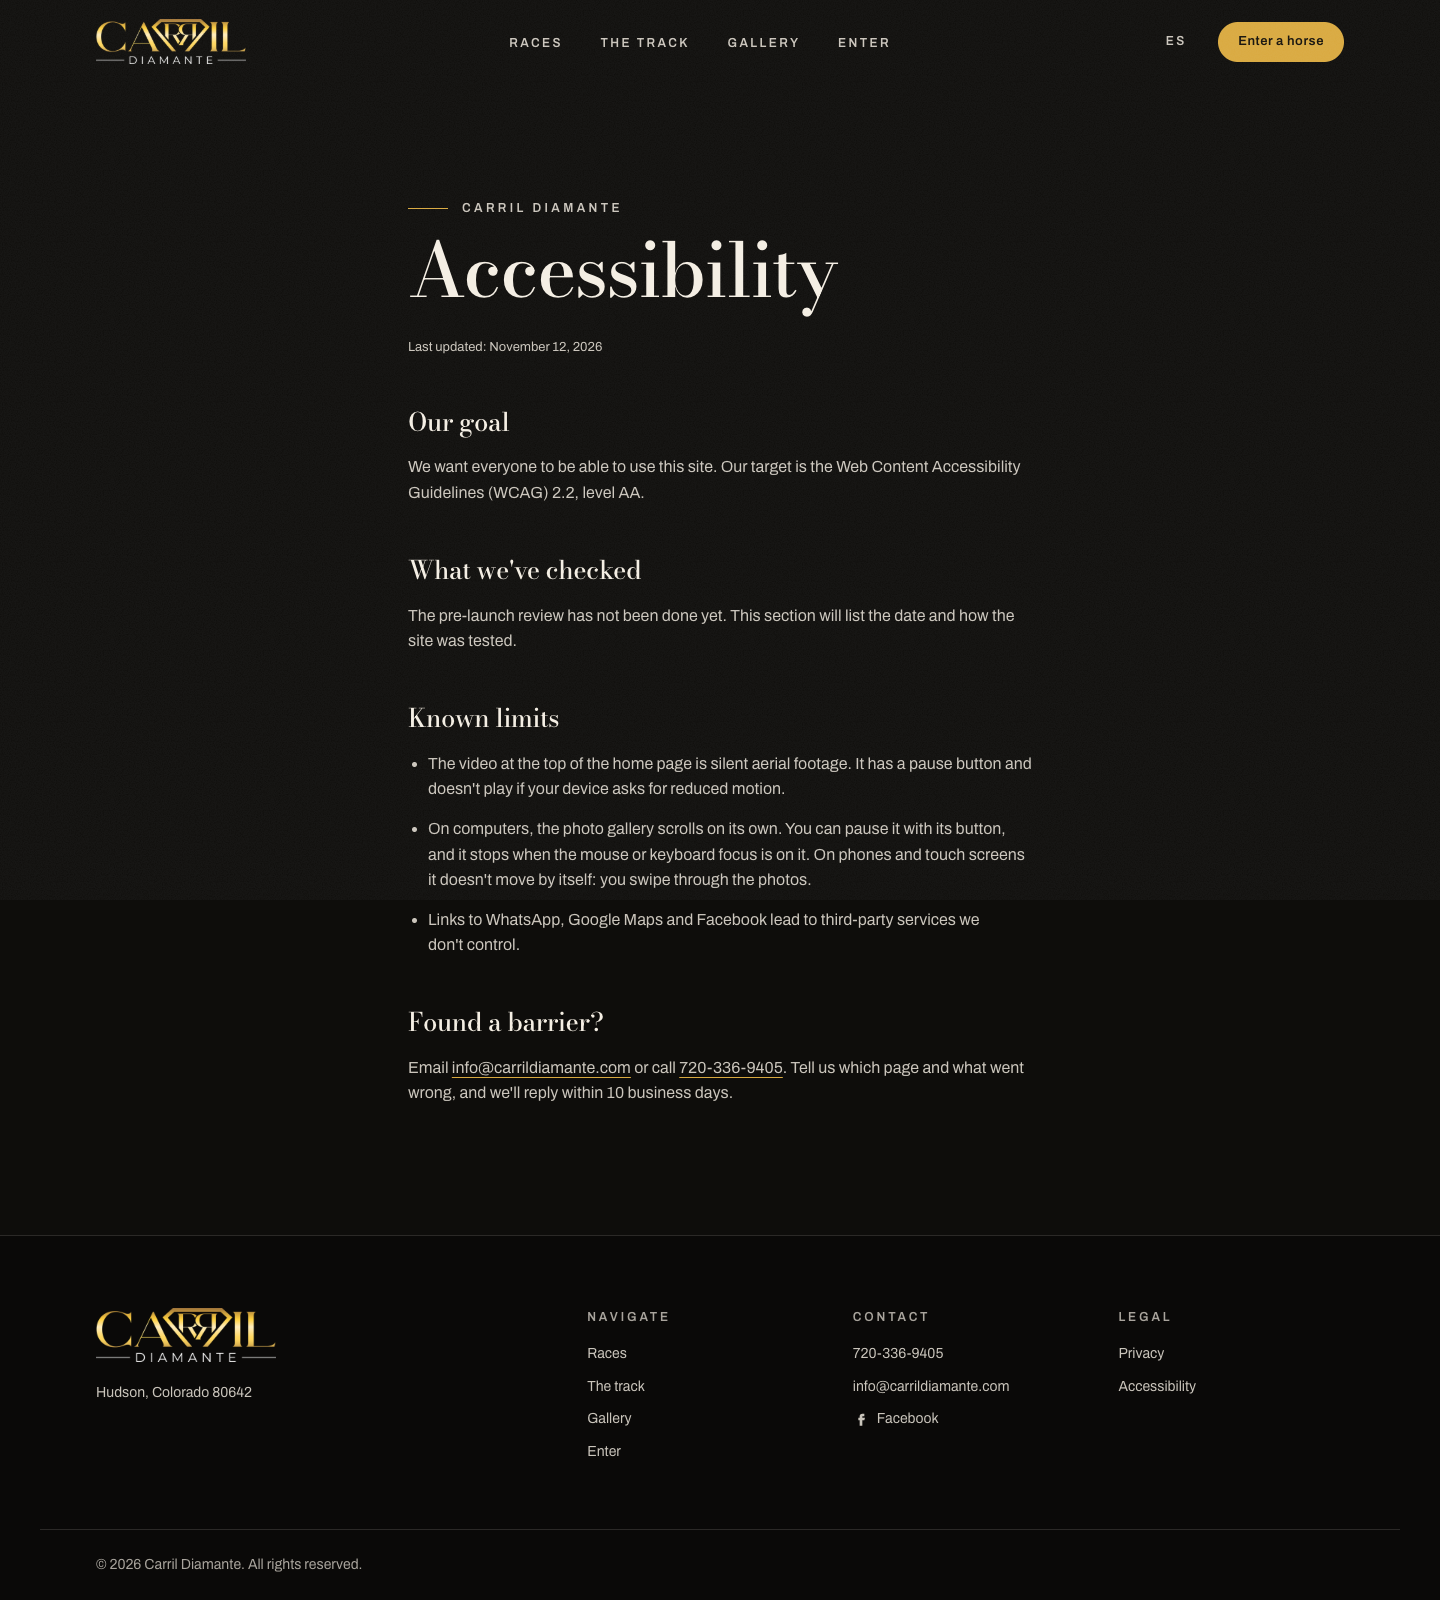 CARRIL
DIAMANTE
RACES THE TRACK GALLERY ENTER
ES
Enter a horse
CARRIL DIAMANTE
Accessibility
Last updated: November 12, 2026
Our goal
We want everyone to be able to use this site. Our target is the Web Content Accessibility
Guidelines (WCAG) 2.2, level AA.
What we've checked
The pre-launch review has not been done yet. This section will list the date and how the
site was tested.
Known limits
• The video at the top of the home page is silent aerial footage. It has a pause button and
doesn't play if your device asks for reduced motion.
• On computers, the photo gallery scrolls on its own. You can pause it with its button,
and it stops when the mouse or keyboard focus is on it. On phones and touch screens
it doesn't move by itself: you swipe through the photos.
• Links to WhatsApp, Google Maps and Facebook lead to third-party services we
don't control.
Found a barrier?
Email info@carrildiamante.com or call 720-336-9405. Tell us which page and what went
wrong, and we'll reply within 10 business days.
CARRIL
DIAMANTE
Hudson, Colorado 80642
NAVIGATE
Races
The track
Gallery
Enter
CONTACT
720-336-9405
info@carrildiamante.com
Facebook
LEGAL
Privacy
Accessibility
© 2026 Carril Diamante. All rights reserved.